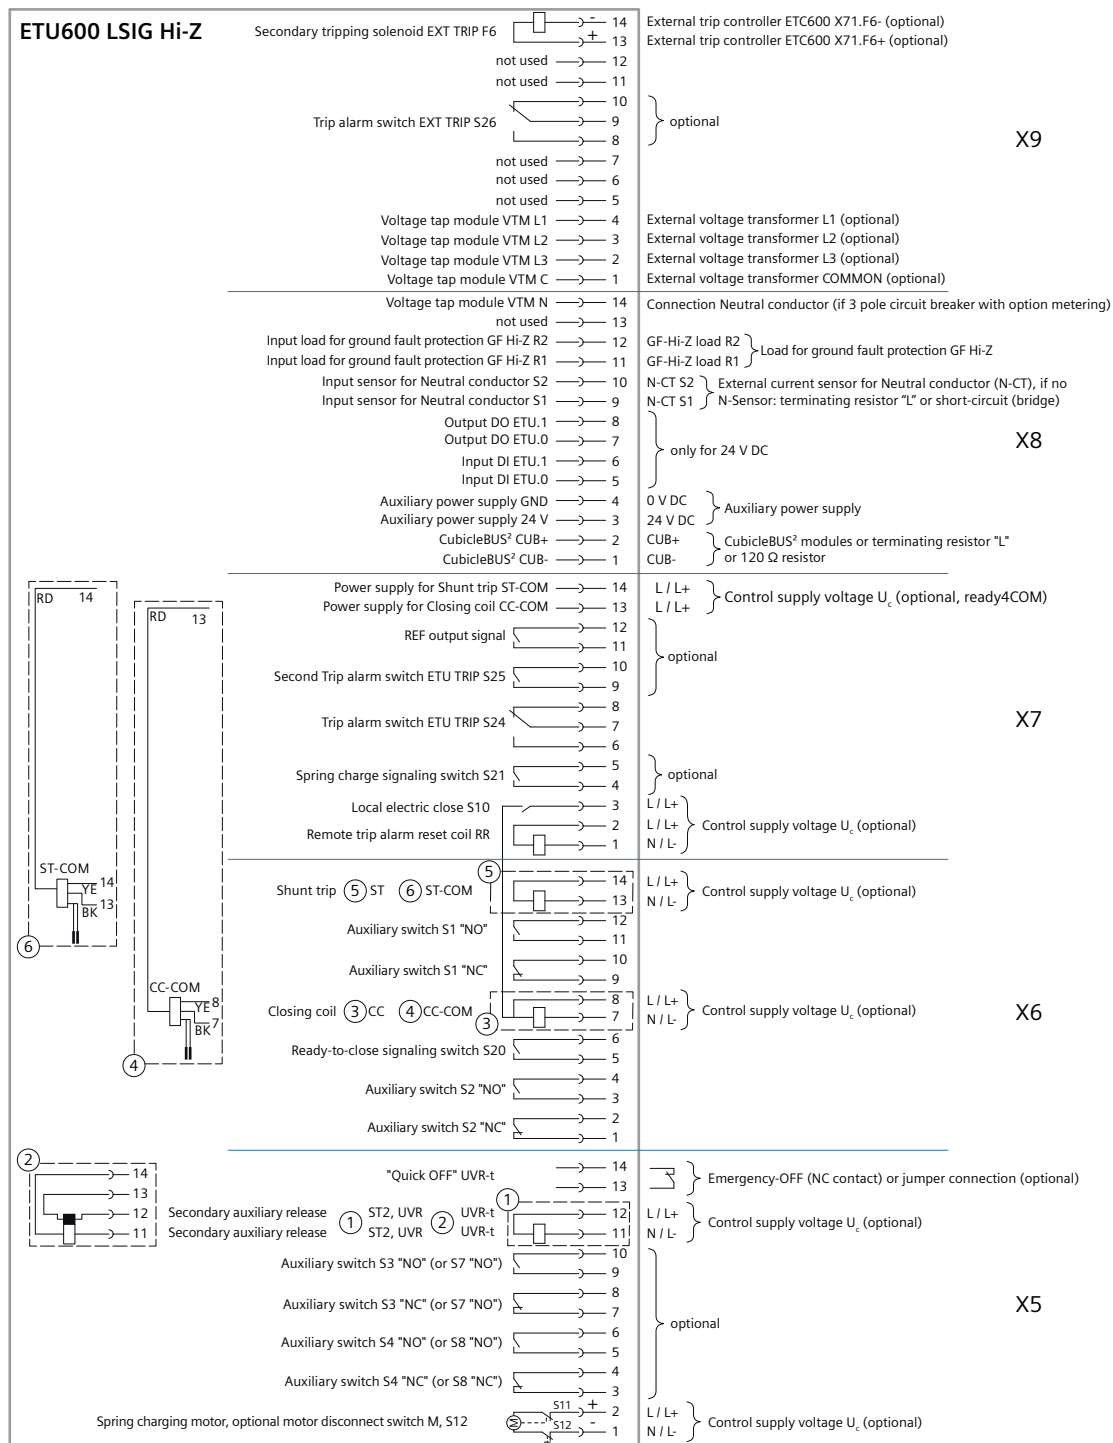 ETU600 LSIG Hi-Z
Secondary tripping solenoid EXT TRIP F6
- 14 External trip controller ETC600 X71.F6- (optional)
+ 13 External trip controller ETC600 X71.F6+ (optional)
not used 12
not used 11
10
Trip alarm switch EXT TRIP S26 9 optional
8
X9
not used 7
not used 6
not used 5
Voltage tap module VTM L1 4 External voltage transformer L1 (optional)
Voltage tap module VTM L2 3 External voltage transformer L2 (optional)
Voltage tap module VTM L3 2 External voltage transformer L3 (optional)
Voltage tap module VTM C 1 External voltage transformer COMMON (optional)
Voltage tap module VTM N 14 Connection Neutral conductor (if 3 pole circuit breaker with option metering)
not used 13
Input load for ground fault protection GF Hi-Z R2 12 GF-Hi-Z load R2
Load for ground fault protection GF Hi-Z
Input load for ground fault protection GF Hi-Z R1 11 GF-Hi-Z load R1
Input sensor for Neutral conductor S2 10 N-CT S2 External current sensor for Neutral conductor (N-CT), if no
Input sensor for Neutral conductor S1 9 N-CT S1 N-Sensor: terminating resistor "L" or short-circuit (bridge)
Output DO ETU.1 8
Output DO ETU.0 7
X8
only for 24 V DC
Input DI ETU.1 6
Input DI ETU.0 5
Auxiliary power supply GND 4 0 V DC
Auxiliary power supply
Auxiliary power supply 24 V 3 24 V DC
CubicleBUS² CUB+ 2 CUB+ CubicleBUS² modules or terminating resistor "L"
CubicleBUS² CUB- 1 CUB- or 120 Ω resistor
Power supply for Shunt trip ST-COM 14 L / L+
Control supply voltage Uc (optional, ready4COM)
Power supply for Closing coil CC-COM 13 L / L+
12
REF output signal
11
optional
10
Second Trip alarm switch ETU TRIP S25
9
8
Trip alarm switch ETU TRIP S24 7
6
X7
5
Spring charge signaling switch S21 optional
4
Local electric close S10 3 L / L+
2 L / L+ Control supply voltage Uc (optional)
Remote trip alarm reset coil RR
1 N / L-
RD 14
RD 13
ST-COM
14
YE
13
BK
6
CC-COM
8
YE
7
BK
4
5
14 L / L+
Shunt trip 5 ST 6 ST-COM Control supply voltage Uc (optional)
13 N / L-
12
Auxiliary switch S1 "NO"
11
10
Auxiliary switch S1 "NC"
9
8 L / L+
Closing coil 3 CC 4 CC-COM Control supply voltage Uc (optional)
7 N / L-
3
X6
6
Ready-to-close signaling switch S20
5
4
Auxiliary switch S2 "NO"
3
2
Auxiliary switch S2 "NC"
1
2
14
13
12
11
14
"Quick OFF" UVR-t Emergency-OFF (NC contact) or jumper connection (optional)
13
1
Secondary auxiliary release 1 ST2, UVR 2 UVR-t 12 L / L+
Control supply voltage Uc (optional)
Secondary auxiliary release ST2, UVR UVR-t 11 N / L-
10
Auxiliary switch S3 "NO" (or S7 "NO")
9
8
Auxiliary switch S3 "NC" (or S7 "NO")
7
X5
optional
6
Auxiliary switch S4 "NO" (or S8 "NO")
5
4
Auxiliary switch S4 "NC" (or S8 "NC")
3
S11 + 2 L / L+
Spring charging motor, optional motor disconnect switch M, S12 M Control supply voltage Uc (optional)
S12 - 1 N / L-